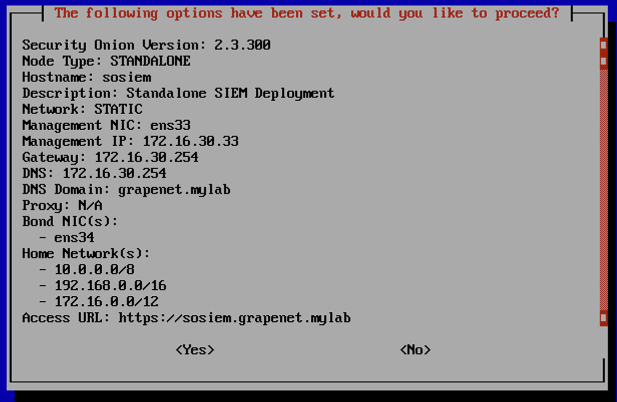 The following options have been set, would you like to proceed?
Security Onion Version: 2.3.300
Node Type: STANDALONE
Hostname: sosiem
Description: Standalone SIEM Deployment
Network: STATIC
Management NIC: ens33
Management IP: 172.16.30.33
Gateway: 172.16.30.254
DNS: 172.16.30.254
DNS Domain: grapenet.mylab
Proxy: N/A
Bond NIC(s):
- ens34
Home Network(s):
- 10.0.0.0/8
- 192.168.0.0/16
- 172.16.0.0/12
Access URL: https://sosiem.grapenet.mylab
<Yes> <No>